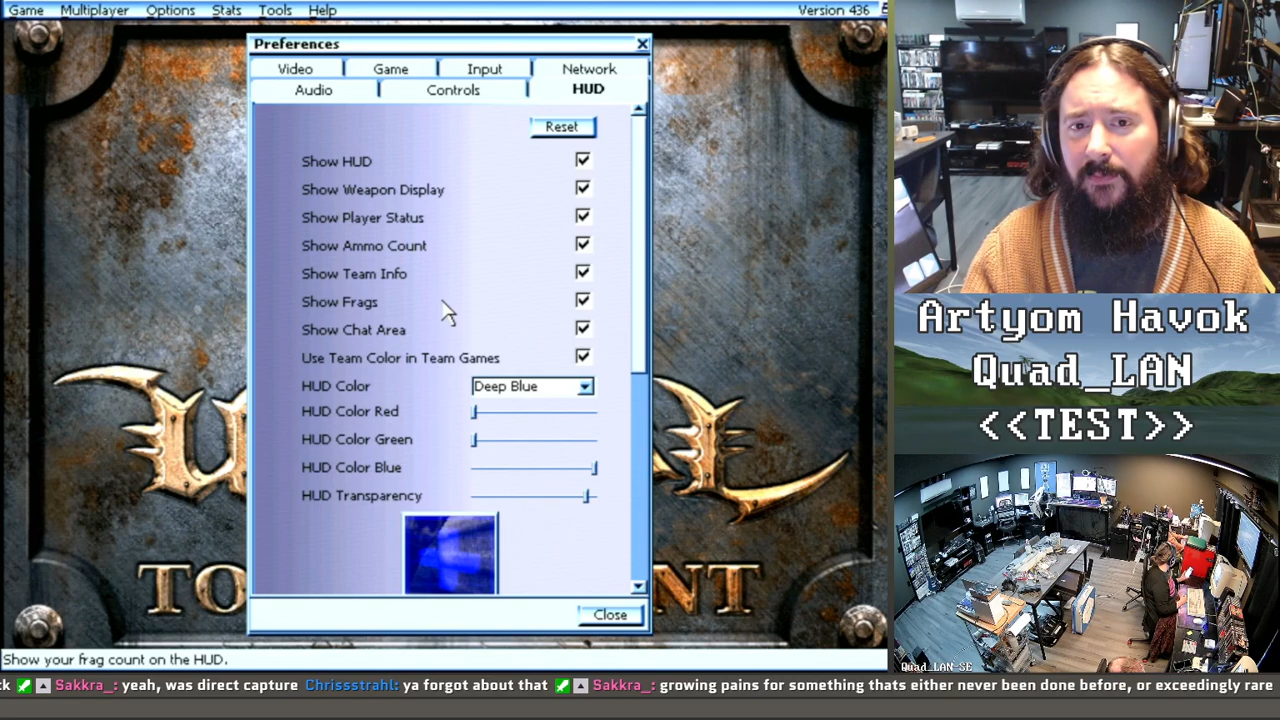 Game Multiplayer Options Stats Tools Help Version 436
Preferences
Video Game Input Network
Audio Controls HUD
Reset
Show HUD
Show Weapon Display
Show Player Status
Show Ammo Count
Show Team Info
Show Frags
Show Chat Area
Use Team Color in Team Games
HUD Color Deep Blue
HUD Color Red
HUD Color Green
HUD Color Blue
HUD Transparency
Close
Show your frag count on the HUD.
Artyom Havok
Quad_LAN
<<TEST>>
Quad_LAN-SE
ck Sakkra_: yeah, was direct capture Chrissstrahl: ya forgot about that Sakkra_: growing pains for something thats either never been done before, or exceedingly rare